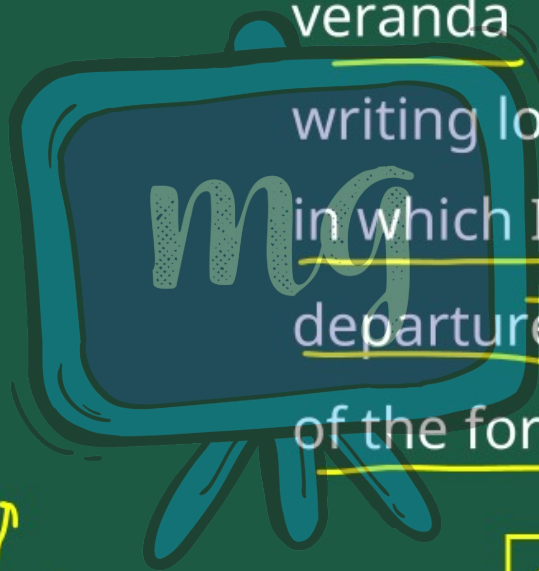 veranda
writing lo
in which I
departure
of the for
mg